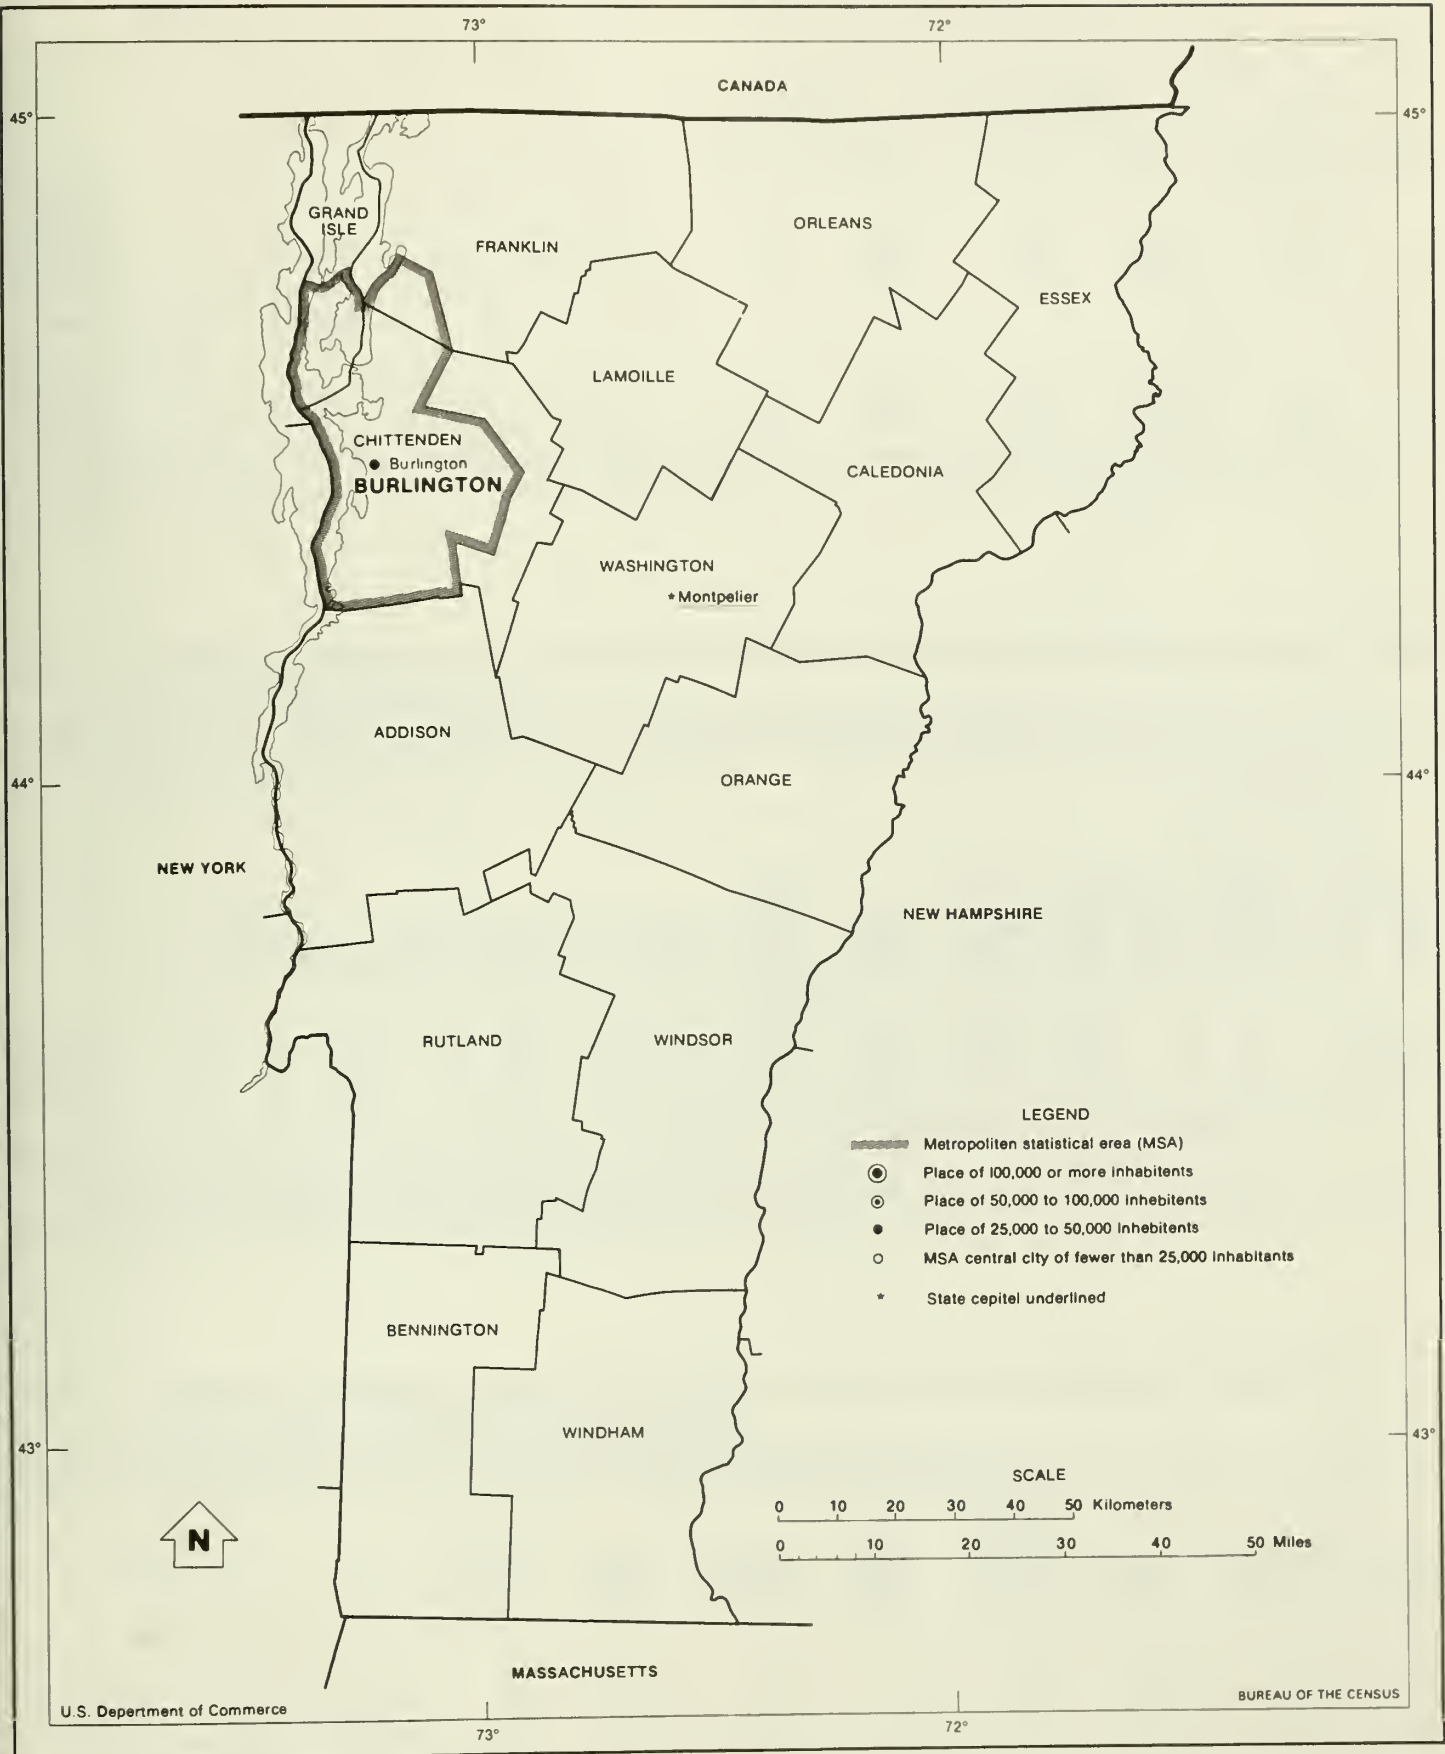 73°
72°
CANADA
45°
45°
GRAND
ISLE
FRANKLIN
ORLEANS
ESSEX
LAMOILLE
CHITTENDEN
Burlington
BURLINGTON
CALEDONIA
WASHINGTON
* Montpelier
ADDISON
ORANGE
44°
44°
NEW YORK
NEW HAMPSHIRE
RUTLAND
WINDSOR
LEGEND
Metropoliten statistical erea (MSA)
Place of 100,000 or more inhabitents
Place of 50,000 to 100,000 inhebitents
Place of 25,000 to 50,000 inhebitents
MSA central city of fewer than 25,000 inhabitants
* State cepitel underlined
BENNINGTON
WINDHAM
43°
43°
SCALE
0 10 20 30 40 50 Kilometers
0 10 20 30 40 50 Miles
N
MASSACHUSETTS
U.S. Depertment of Commerce
BUREAU OF THE CENSUS
73°
72°